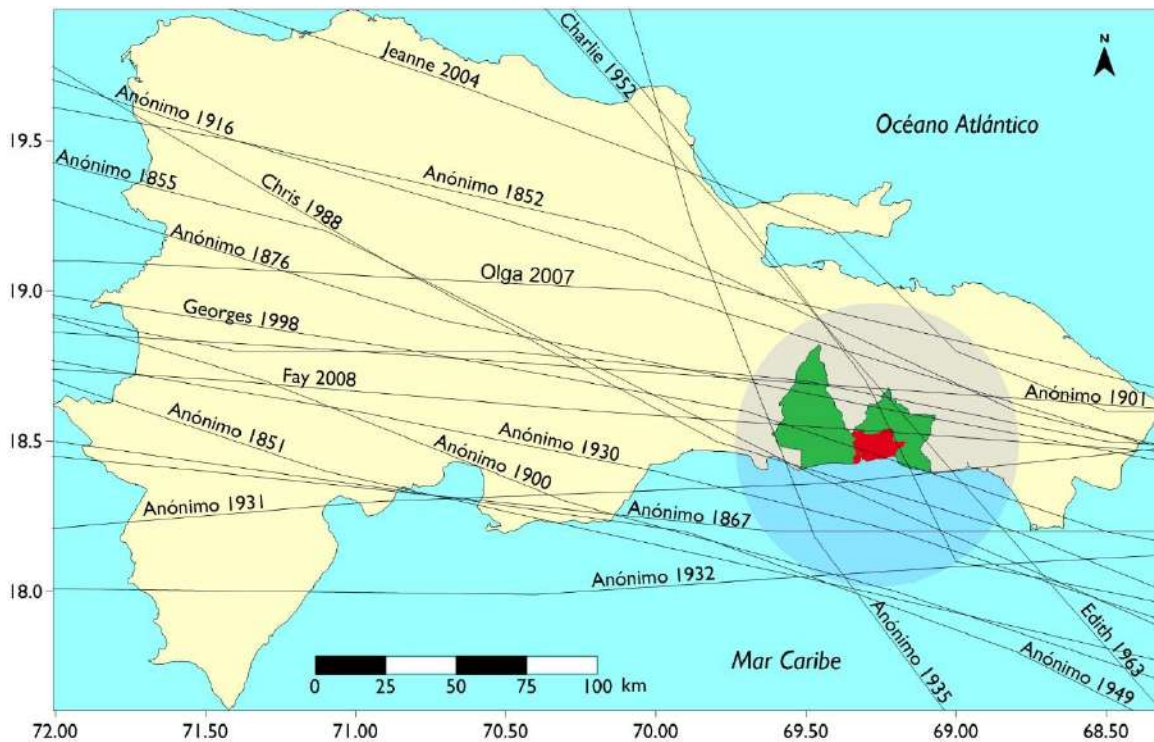 Charlie 1952
N
Jeanne 2004
Océano Atlántico
19.5
Anónimo 1916
Anónimo 1852
Anónimo 1855
Chris 1988
Anónimo 1876
19.0
Olga 2007
Georges 1998
Fay 2008
Anónimo 1901
18.5
Anónimo 1851
Anónimo 1930
Anónimo 1900
Anónimo 1931
Anónimo 1867
18.0
Anónimo 1932
Anónimo 1935
Edith 1963
Mar Caribe
Anónimo 1949
0 25 50 75 100 km
72.00 71.50 71.00 70.50 70.00 69.50 69.00 68.50